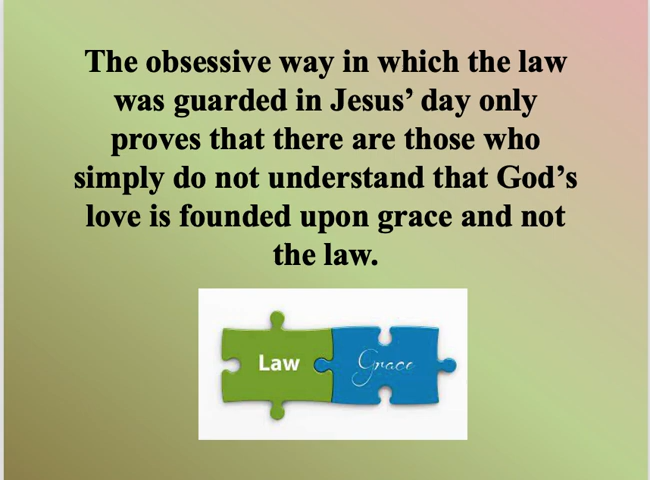 The obsessive way in which the law
was guarded in Jesus’ day only
proves that there are those who
simply do not understand that God’s
love is founded upon grace and not
the law.
Law
Grace